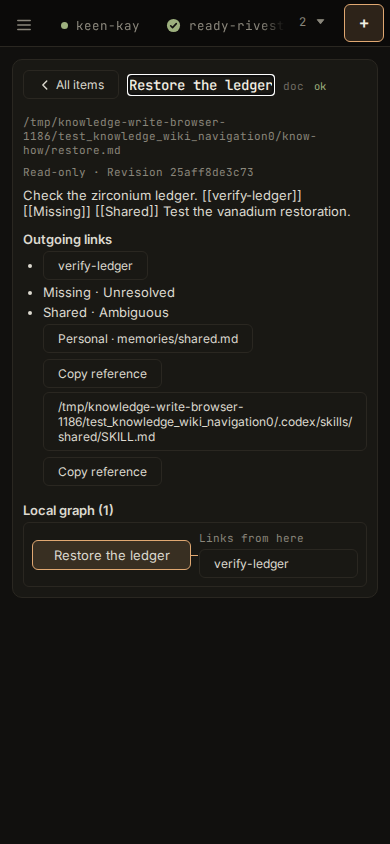 keen-kay
ready-rivest
2
+
All items
Restore the ledger
doc
ok
/tmp/knowledge-write-browser-
1186/test_knowledge_wiki_navigation0/know-
how/restore.md
Read-only · Revision 25aff8de3c73
Check the zirconium ledger. [[verify-ledger]]
[[Missing]] [[Shared]] Test the vanadium restoration.
Outgoing links
verify-ledger
Missing · Unresolved
Shared · Ambiguous
Personal · memories/shared.md
Copy reference
/tmp/knowledge-write-browser-
1186/test_knowledge_wiki_navigation0/.codex/skills/
shared/SKILL.md
Copy reference
Local graph (1)
Links from here
Restore the ledger
verify-ledger